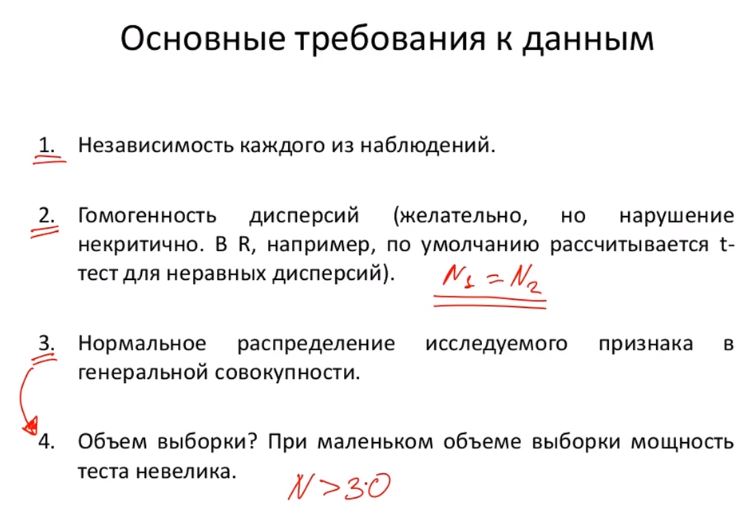 Основные требования к данным
1. Независимость каждого из наблюдений.
2. Гомогенность дисперсий (желательно, но нарушение
некритично. В R, например, по умолчанию рассчитывается t-
тест для неравных дисперсий).
N₁ = N₂
3. Нормальное распределение исследуемого признака в
генеральной совокупности.
4. Объем выборки? При маленьком объеме выборки мощность
теста невелика.
N > 30